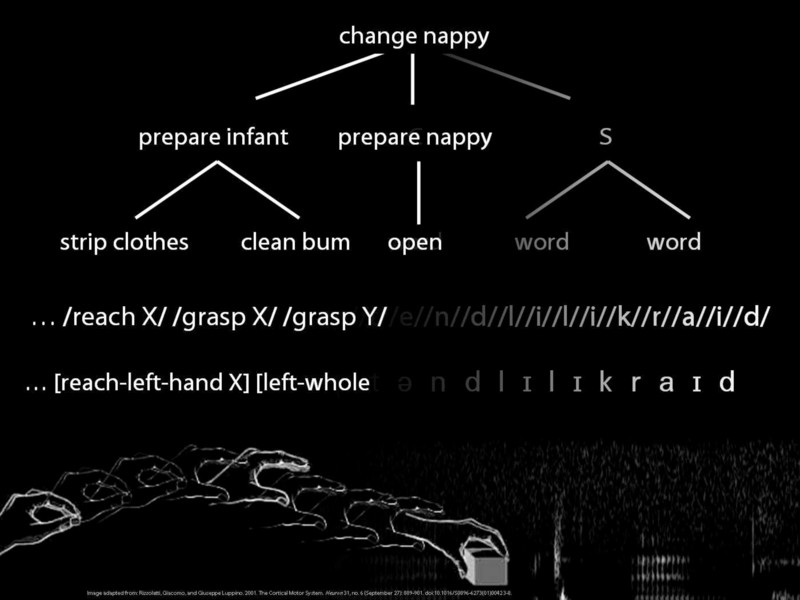 change nappy
prepare infant prepare nappy S
strip clothes clean bum open word word
… /reach X/ /grasp X/ /grasp Y/ /e//n//d//l//i//l//i//k//r//a//i//d/
… [reach-left-hand X] [left-whole ə n d l ɪ l ɪ k r a ɪ d
Image adapted from: Rizzolatti, Giacomo, and Giuseppe Luppino. 2001. The Cortical Motor System. Neuron 31, no. 6 (September 27): 889-901. doi:10.1016/S0896-6273(01)00423-8.